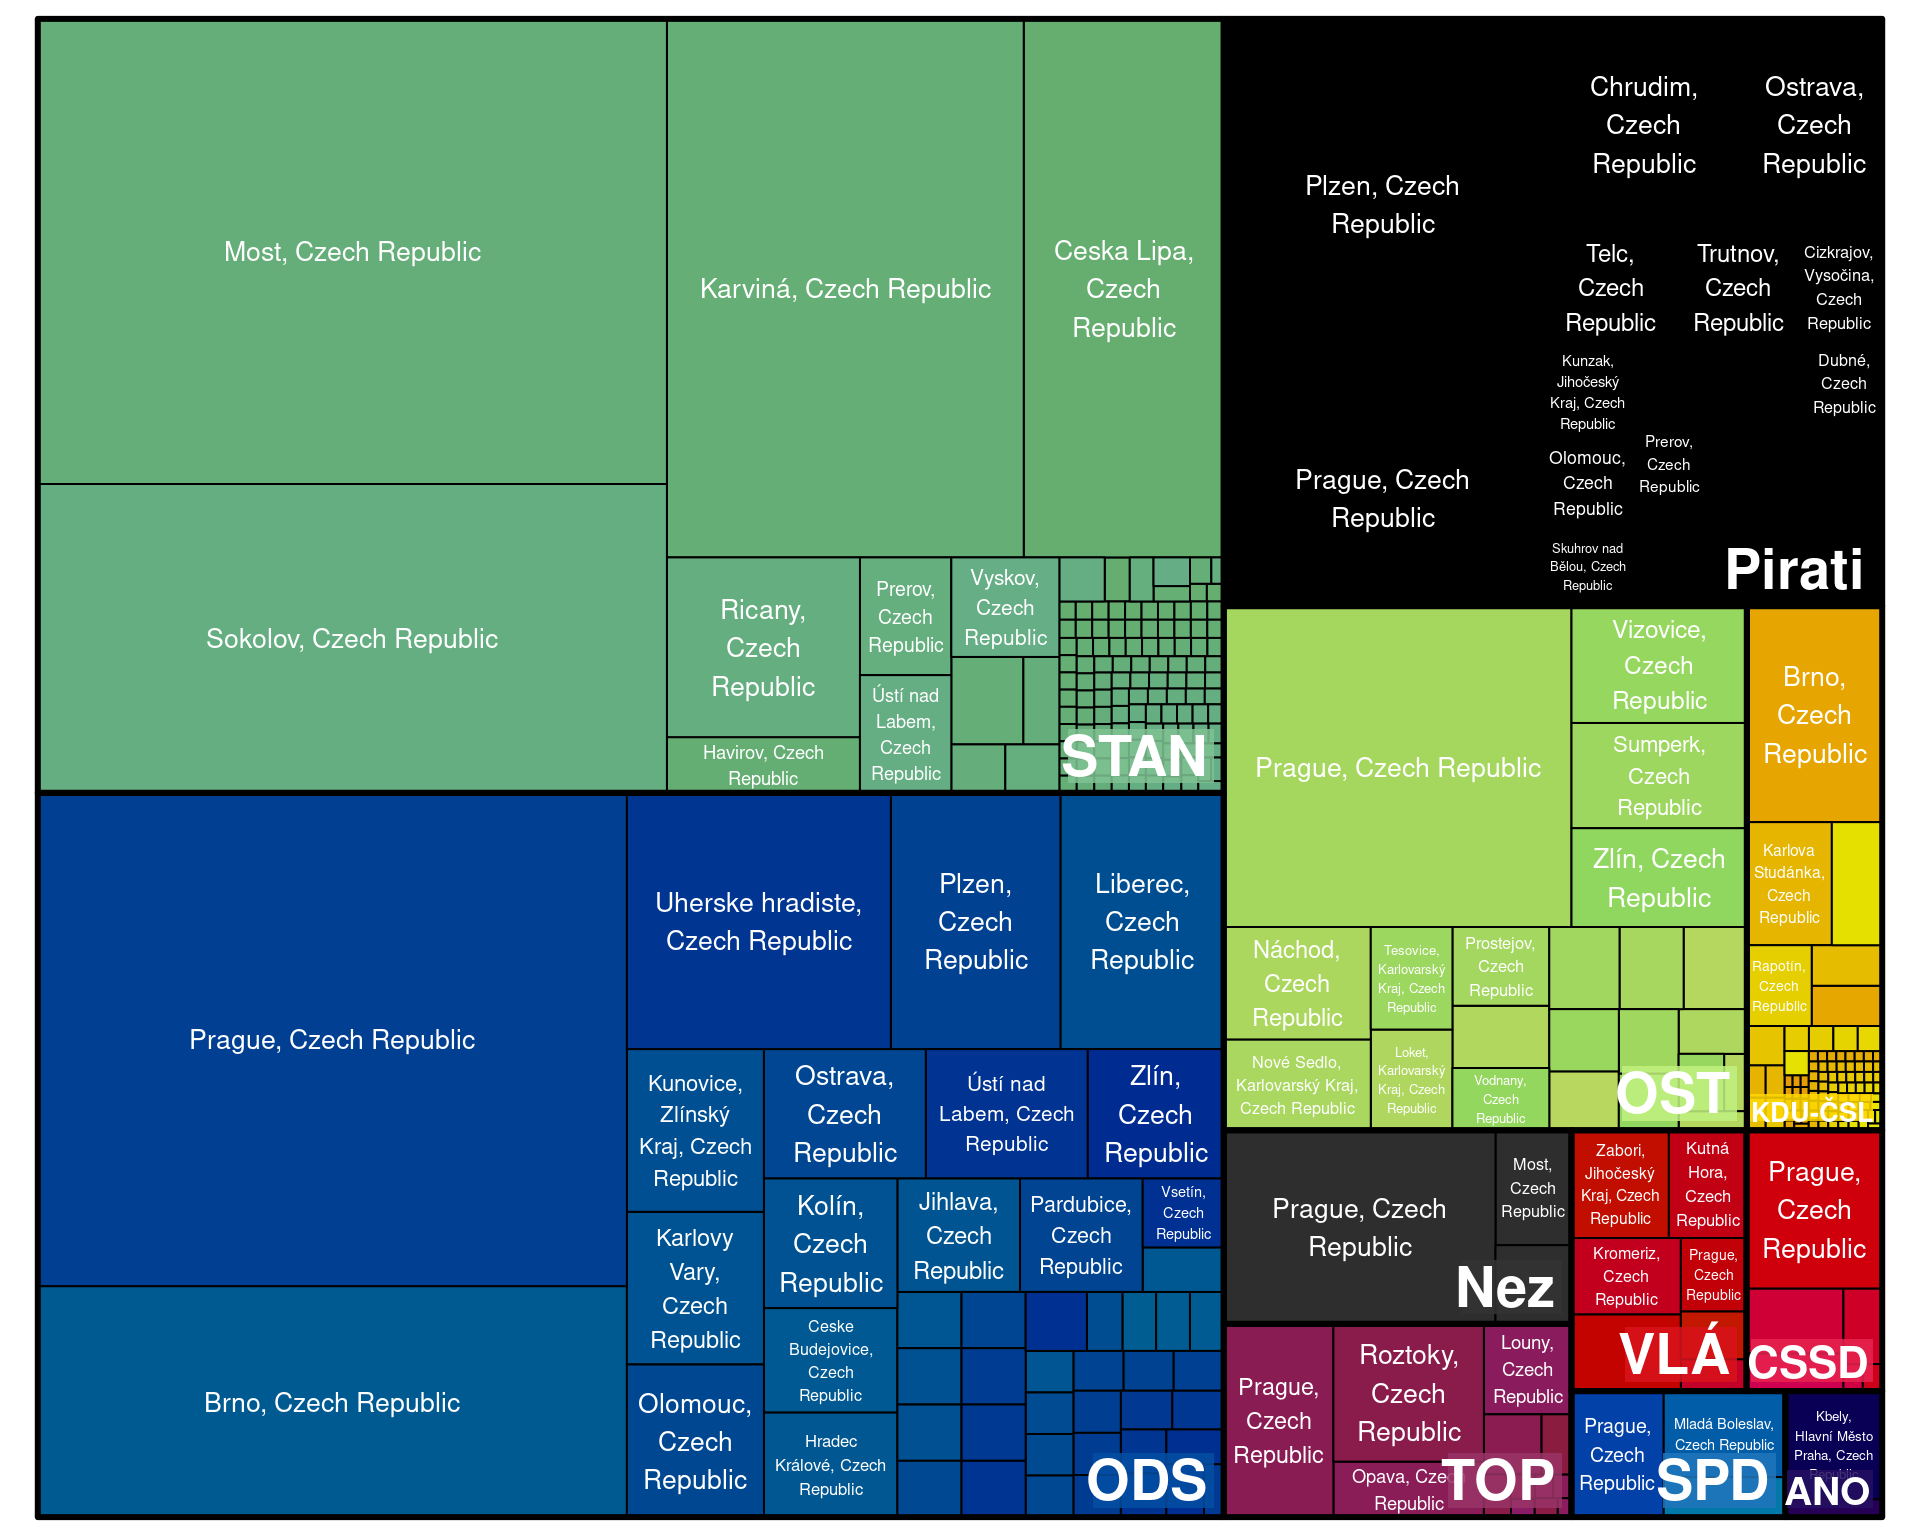 Most, Czech Republic
Sokolov, Czech Republic
Karviná, Czech Republic
Ceska Lipa,
Czech
Republic
Ricany,
Czech
Republic
Havirov, Czech
Republic
Prerov,
Czech
Republic
Ústí nad
Labem,
Czech
Republic
Vyskov,
Czech
Republic
STAN
Plzen, Czech
Republic
Prague, Czech
Republic
Chrudim,
Czech
Republic
Ostrava,
Czech
Republic
Telc,
Czech
Republic
Trutnov,
Czech
Republic
Cizkrajov,
Vysočina,
Czech
Republic
Kunzak,
Jihočeský
Kraj, Czech
Republic
Dubné,
Czech
Republic
Olomouc,
Czech
Republic
Prerov,
Czech
Republic
Skuhrov nad
Bělou, Czech
Republic
Pirati
Prague, Czech Republic
Brno, Czech Republic
Uherske hradiste,
Czech Republic
Plzen,
Czech
Republic
Liberec,
Czech
Republic
Kunovice,
Zlínský
Kraj, Czech
Republic
Karlovy
Vary,
Czech
Republic
Olomouc,
Czech
Republic
Ostrava,
Czech
Republic
Ústí nad
Labem, Czech
Republic
Zlín,
Czech
Republic
Kolín,
Czech
Republic
Ceske
Budejovice,
Czech
Republic
Hradec
Králové, Czech
Republic
Jihlava,
Czech
Republic
Pardubice,
Czech
Republic
Vsetín,
Czech
Republic
ODS
Prague, Czech Republic
Vizovice,
Czech
Republic
Sumperk,
Czech
Republic
Zlín, Czech
Republic
Náchod,
Czech
Republic
Nové Sedlo,
Karlovarský Kraj,
Czech Republic
Tesovice,
Karlovarský
Kraj, Czech
Republic
Loket,
Karlovarský
Kraj, Czech
Republic
Prostejov,
Czech
Republic
Vodnany,
Czech
Republic
OST
Brno,
Czech
Republic
Karlova
Studánka,
Czech
Republic
Rapotín,
Czech
Republic
KDU-ČSL
Prague, Czech
Republic
Most,
Czech
Republic
Nez
Prague,
Czech
Republic
Roztoky,
Czech
Republic
Louny,
Czech
Republic
Opava, Czech
Republic
TOP
Zabori,
Jihočeský
Kraj, Czech
Republic
Kutná
Hora,
Czech
Republic
Kromeriz,
Czech
Republic
Prague,
Czech
Republic
VLÁ
Prague,
Czech
Republic
CSSD
Prague,
Czech
Republic
Mladá Boleslav,
Czech Republic
SPD
Kbely,
Hlavní Město
Praha, Czech
Republic
ANO